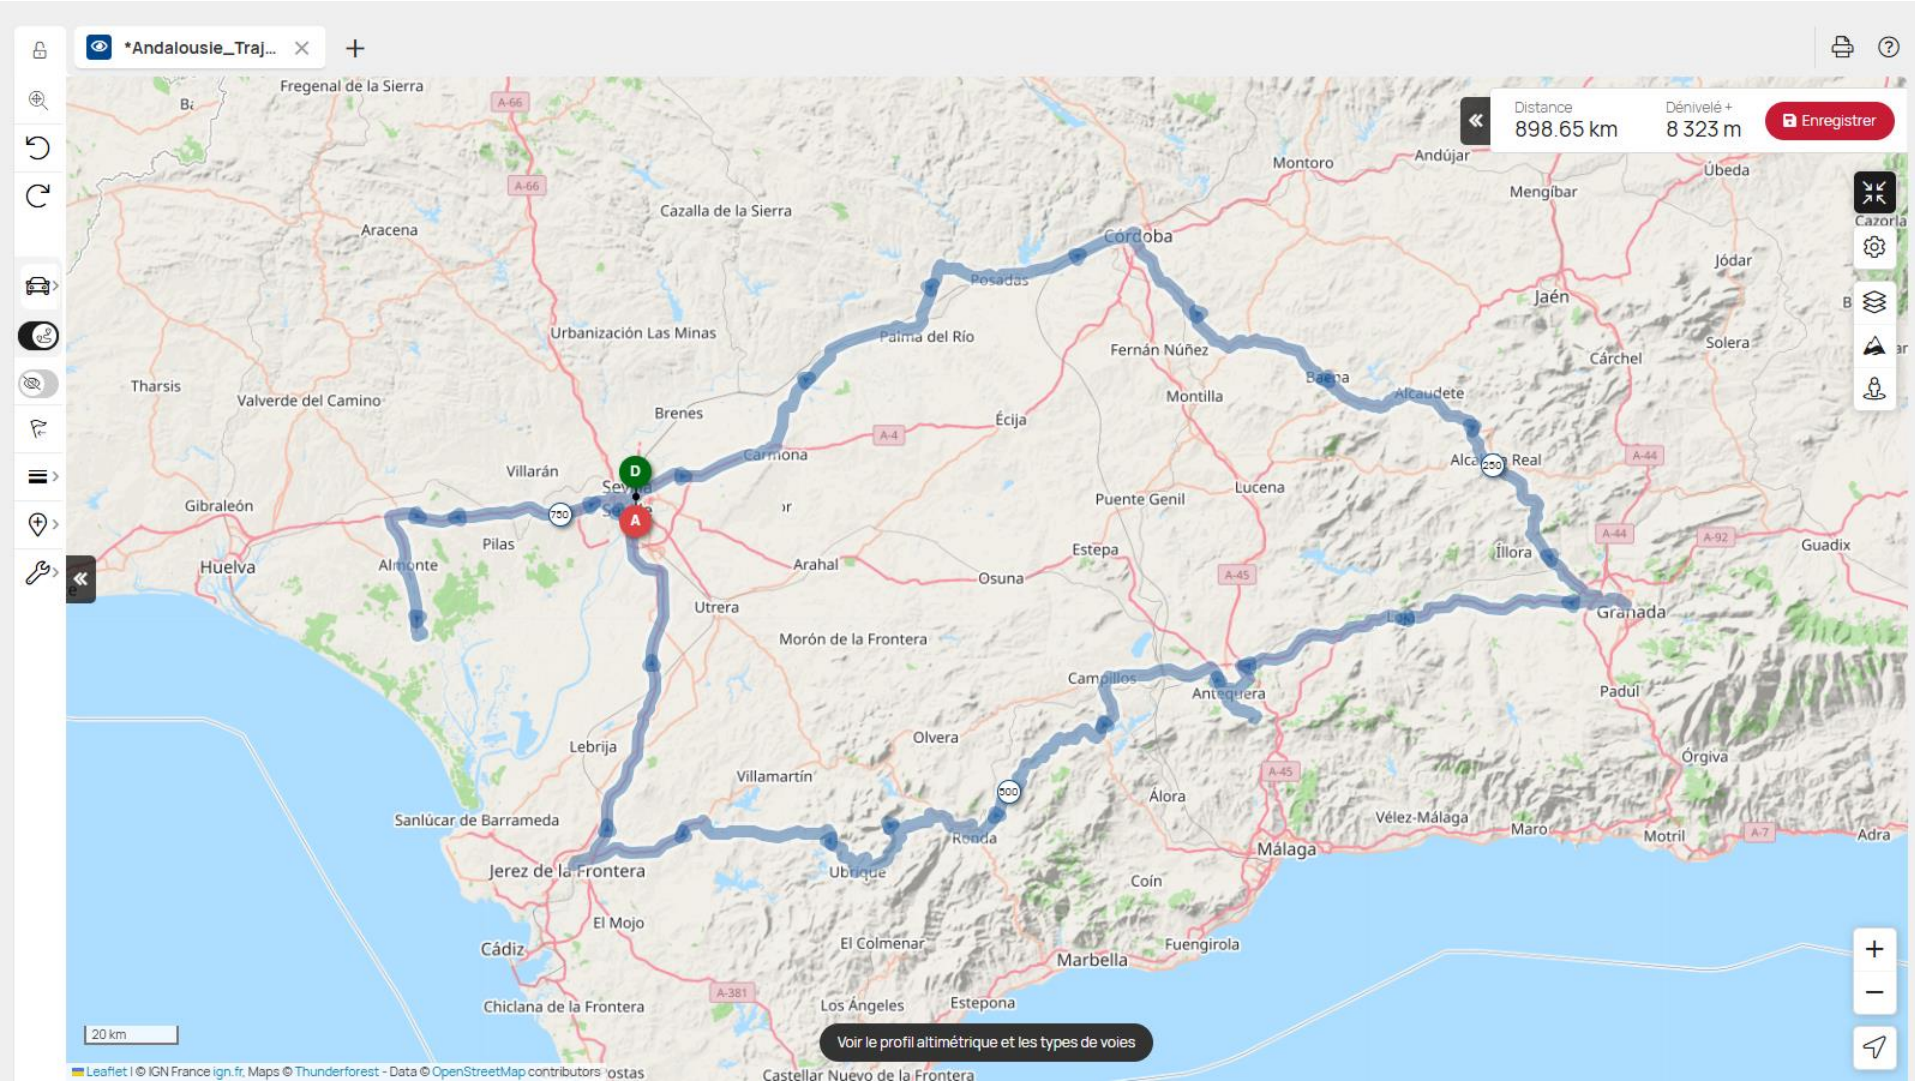 *Andalousie_Traj...
Distance
898.65 km
Dénivelé +
8 323 m
Enregistrer
Fregenal de la Sierra
A-66
Montoro
Andújar
Úbeda
A-66
Mengíbar
Cazalla de la Sierra
Cazorla
Aracena
Córdoba
Jódar
Posadas
Jaén
Urbanización Las Minas
Palma del Río
Fernán Núñez
Solera
Cárchel
Tharsis
Baena
Valverde del Camino
Montilla
Alcaudete
Brenes
Écija
A-4
Carmona
A-44
Villarán
Alcalá Real
250
Sevilla
Lucena
Puente Genil
Gibraleón
750
D
A
A-44
A-92
Pilas
Estepa
Íllora
Guadix
Huelva
Almonte
Arahal
Osuna
A-45
Utrera
Granada
Loja
Morón de la Frontera
Campillos
Antequera
Padul
Olvera
Lebrija
Órgiva
Villamartín
A-45
500
Álora
Sanlúcar de Barrameda
Vélez-Málaga
Maro
Motril
A-7
Adra
Ronda
Málaga
Jerez de la Frontera
Ubrique
Coín
El Mojo
Cádiz
El Colmenar
Fuengirola
Marbella
A-381
Chiclana de la Frontera
Los Ángeles
Estepona
20 km
Voir le profil altimétrique et les types de voies
Leaflet | © IGN France ign.fr, Maps © Thunderforest - Data © OpenStreetMap contributors
Castellar Nuevo de la Frontera